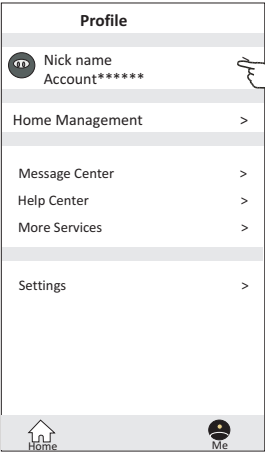 Profile
Nick name
Account******
Home Management >
Message Center >
Help Center >
More Services >
Settings >
Home Me